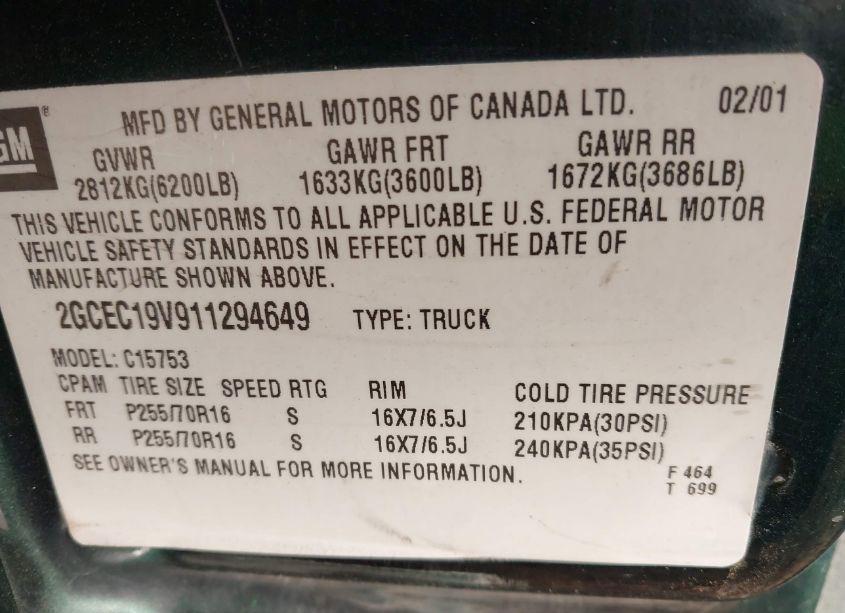 GM
MFD BY GENERAL MOTORS OF CANADA LTD. 02/01
GVWR GAWR FRT GAWR RR
2812KG(6200LB) 1633KG(3600LB) 1672KG(3686LB)
THIS VEHICLE CONFORMS TO ALL APPLICABLE U.S. FEDERAL MOTOR
VEHICLE SAFETY STANDARDS IN EFFECT ON THE DATE OF
MANUFACTURE SHOWN ABOVE.
2GCEC19V911294649 TYPE: TRUCK
MODEL: C15753
CPAM TIRE SIZE SPEED RTG RIM COLD TIRE PRESSURE
FRT P255/70R16 S 16X7/6.5J 210KPA(30PSI)
RR P255/70R16 S 16X7/6.5J 240KPA(35PSI)
SEE OWNER'S MANUAL FOR MORE INFORMATION.
F 464
T 699